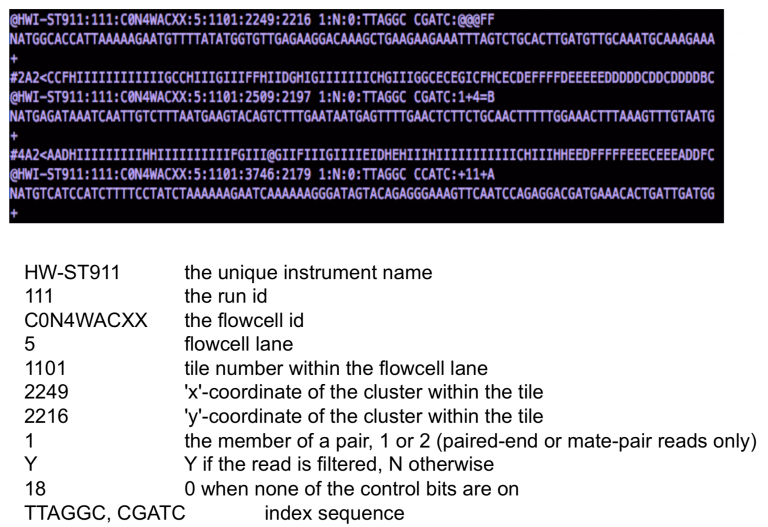 @HWI-ST911:111:C0N4WACXX:5:1101:2249:2216 1:N:0:TTAGGC CGATC:@@@FF
NATGGCACCATTAAAAAGAATGTTTTATATGGTGTTGAGAAGGACAAAGCTGAAGAAGAAATTTAGTCTGCACTTGATGTTGCAAATGCAAAGAAA
+
#2A2<CCFHIIIIIIIIIIIIGCCHIIIGIIIFFHIIDGHIGIIIIIIICHGIIIGGCECEGICFHCECDEFFFFDEEEEEDDDDDCDDCDDDDBC
@HWI-ST911:111:C0N4WACXX:5:1101:2509:2197 1:N:0:TTAGGC CGATC:1+4=B
NATGAGATAAATCAATTGTCTTTAATGAAGTACAGTCTTTGAATAATGAGTTTTGAACTCTTCTGCAACTTTTTGGAAACTTTAAAGTTTGTAATG
+
#4A2<AADHIIIIIIIIIHHIIIIIIIIIIFGIII@GIIFIIIGIIIIEIDHEHIIIHIIIIIIIIIIICHIIIHHEEDFFFFFEEECEEEADDFC
@HWI-ST911:111:C0N4WACXX:5:1101:3746:2179 1:N:0:TTAGGC CCATC:+11+A
NATGTCATCCATCTTTTCCTATCTAAAAAAGAATCAAAAAAGGGATAGTACAGAGGGAAAGTTCAATCCAGAGGACGATGAAACACTGATTGATGG
+
HW-ST911 the unique instrument name
111 the run id
C0N4WACXX the flowcell id
5 flowcell lane
1101 tile number within the flowcell lane
2249 'x'-coordinate of the cluster within the tile
2216 'y'-coordinate of the cluster within the tile
1 the member of a pair, 1 or 2 (paired-end or mate-pair reads only)
Y Y if the read is filtered, N otherwise
18 0 when none of the control bits are on
TTAGGC, CGATC index sequence